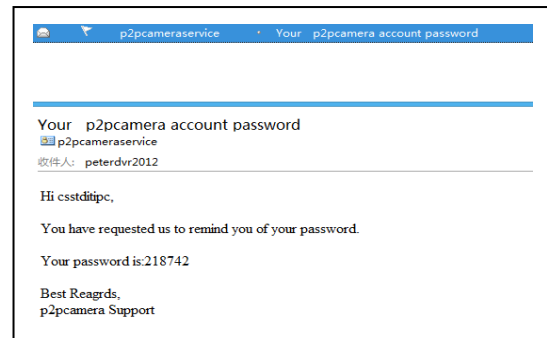 p2pcameraservice · Your p2pcamera account password
Your p2pcamera account password
p2pcameraservice
收件人: peterdvr2012
Hi csstditipc,
You have requested us to remind you of your password.
Your password is:218742
Best Reagrds,
p2pcamera Support